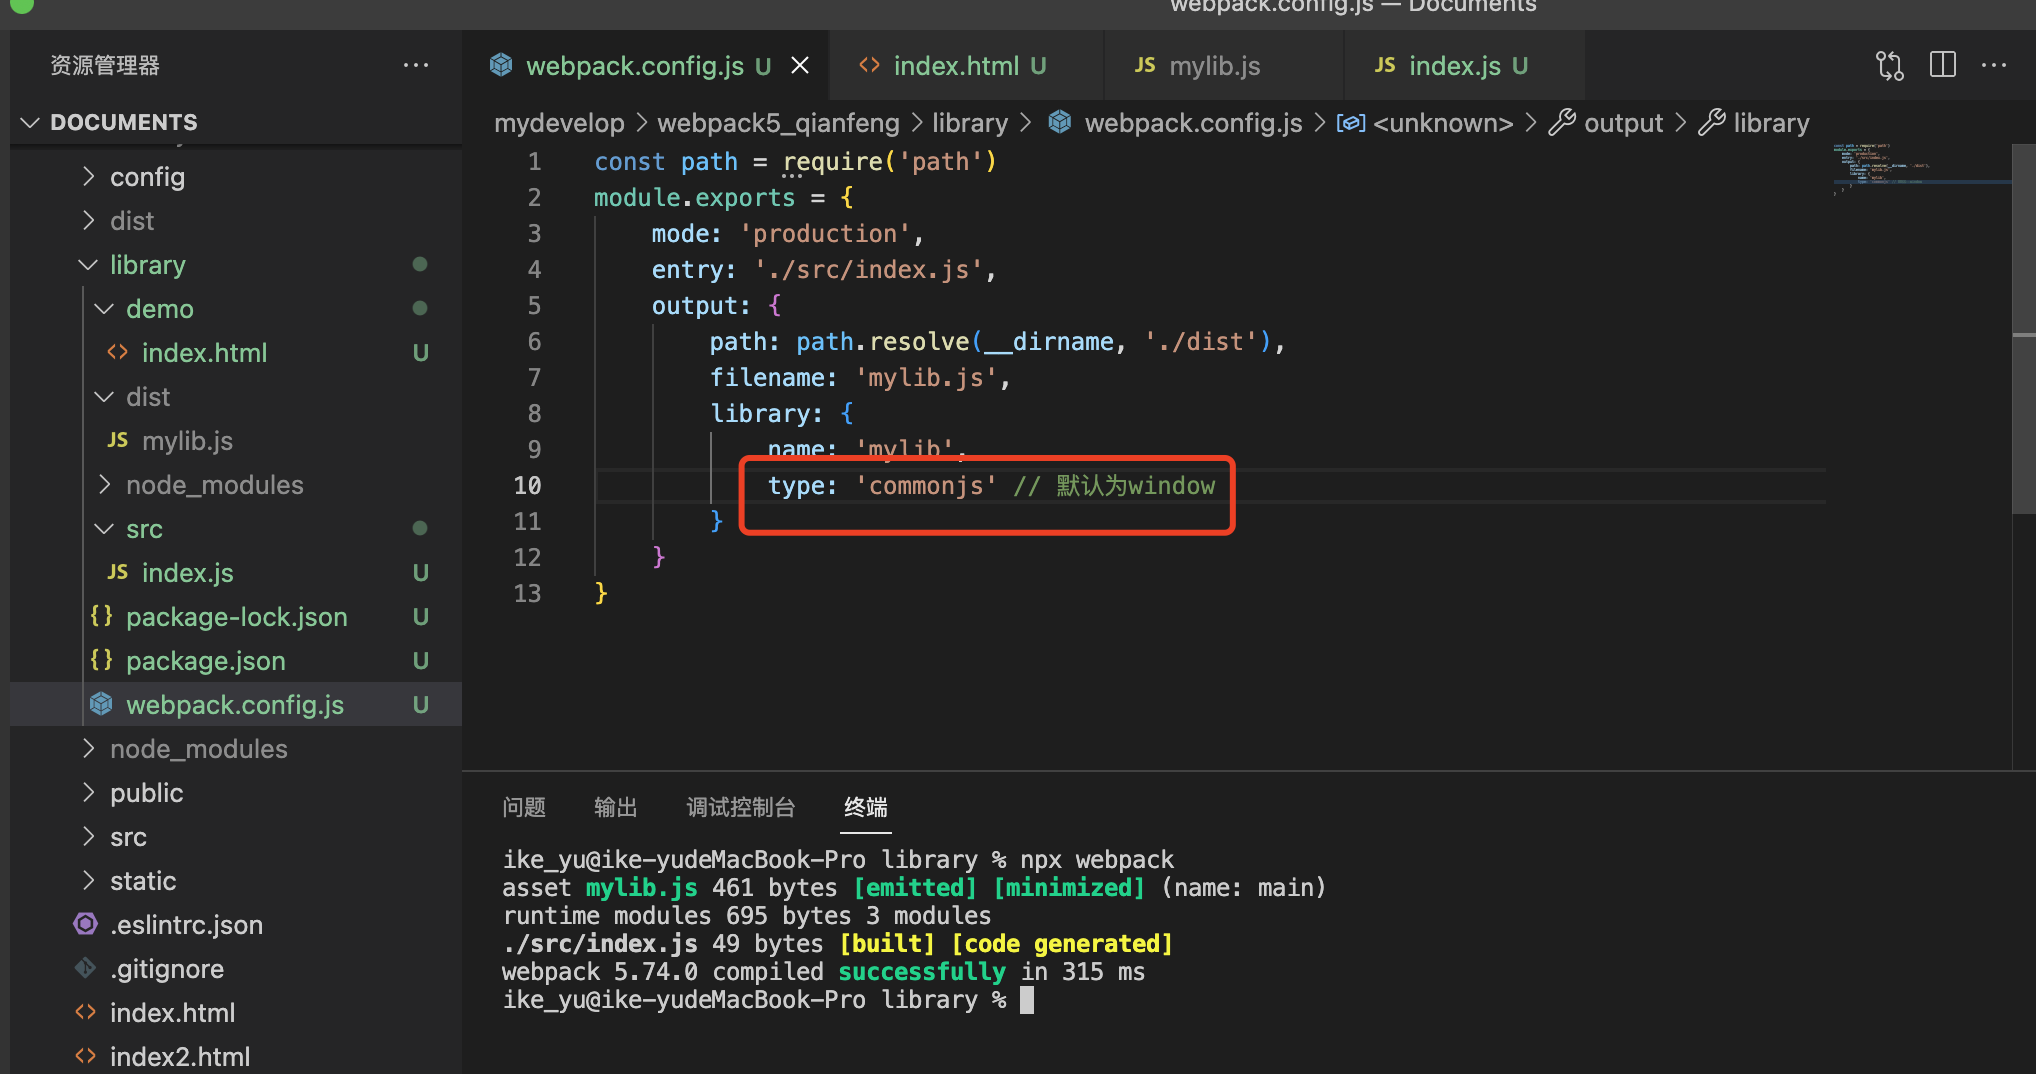 webpack.config.js — Documents
资源管理器
webpack.config.js U
index.html U
JS mylib.js
JS index.js U
DOCUMENTS
mydevelop > webpack5_qianfeng > library > webpack.config.js > <unknown> > output > library
config
dist
library
demo
index.html U
dist
JS mylib.js
node_modules
src
JS index.js U
{} package-lock.json U
{} package.json U
webpack.config.js U
node_modules
public
src
static
.eslintrc.json
.gitignore
index.html
index2.html
1 const path = require('path')
2 module.exports = {
3 mode: 'production',
4 entry: './src/index.js',
5 output: {
6 path: path.resolve(__dirname, './dist'),
7 filename: 'mylib.js',
8 library: {
9 name: 'mylib',
10 type: 'commonjs' // 默认为window
11 }
12 }
13 }
问题 输出 调试控制台 终端
ike_yu@ike-yudeMacBook-Pro library % npx webpack
asset mylib.js 461 bytes [emitted] [minimized] (name: main)
runtime modules 695 bytes 3 modules
./src/index.js 49 bytes [built] [code generated]
webpack 5.74.0 compiled successfully in 315 ms
ike_yu@ike-yudeMacBook-Pro library %